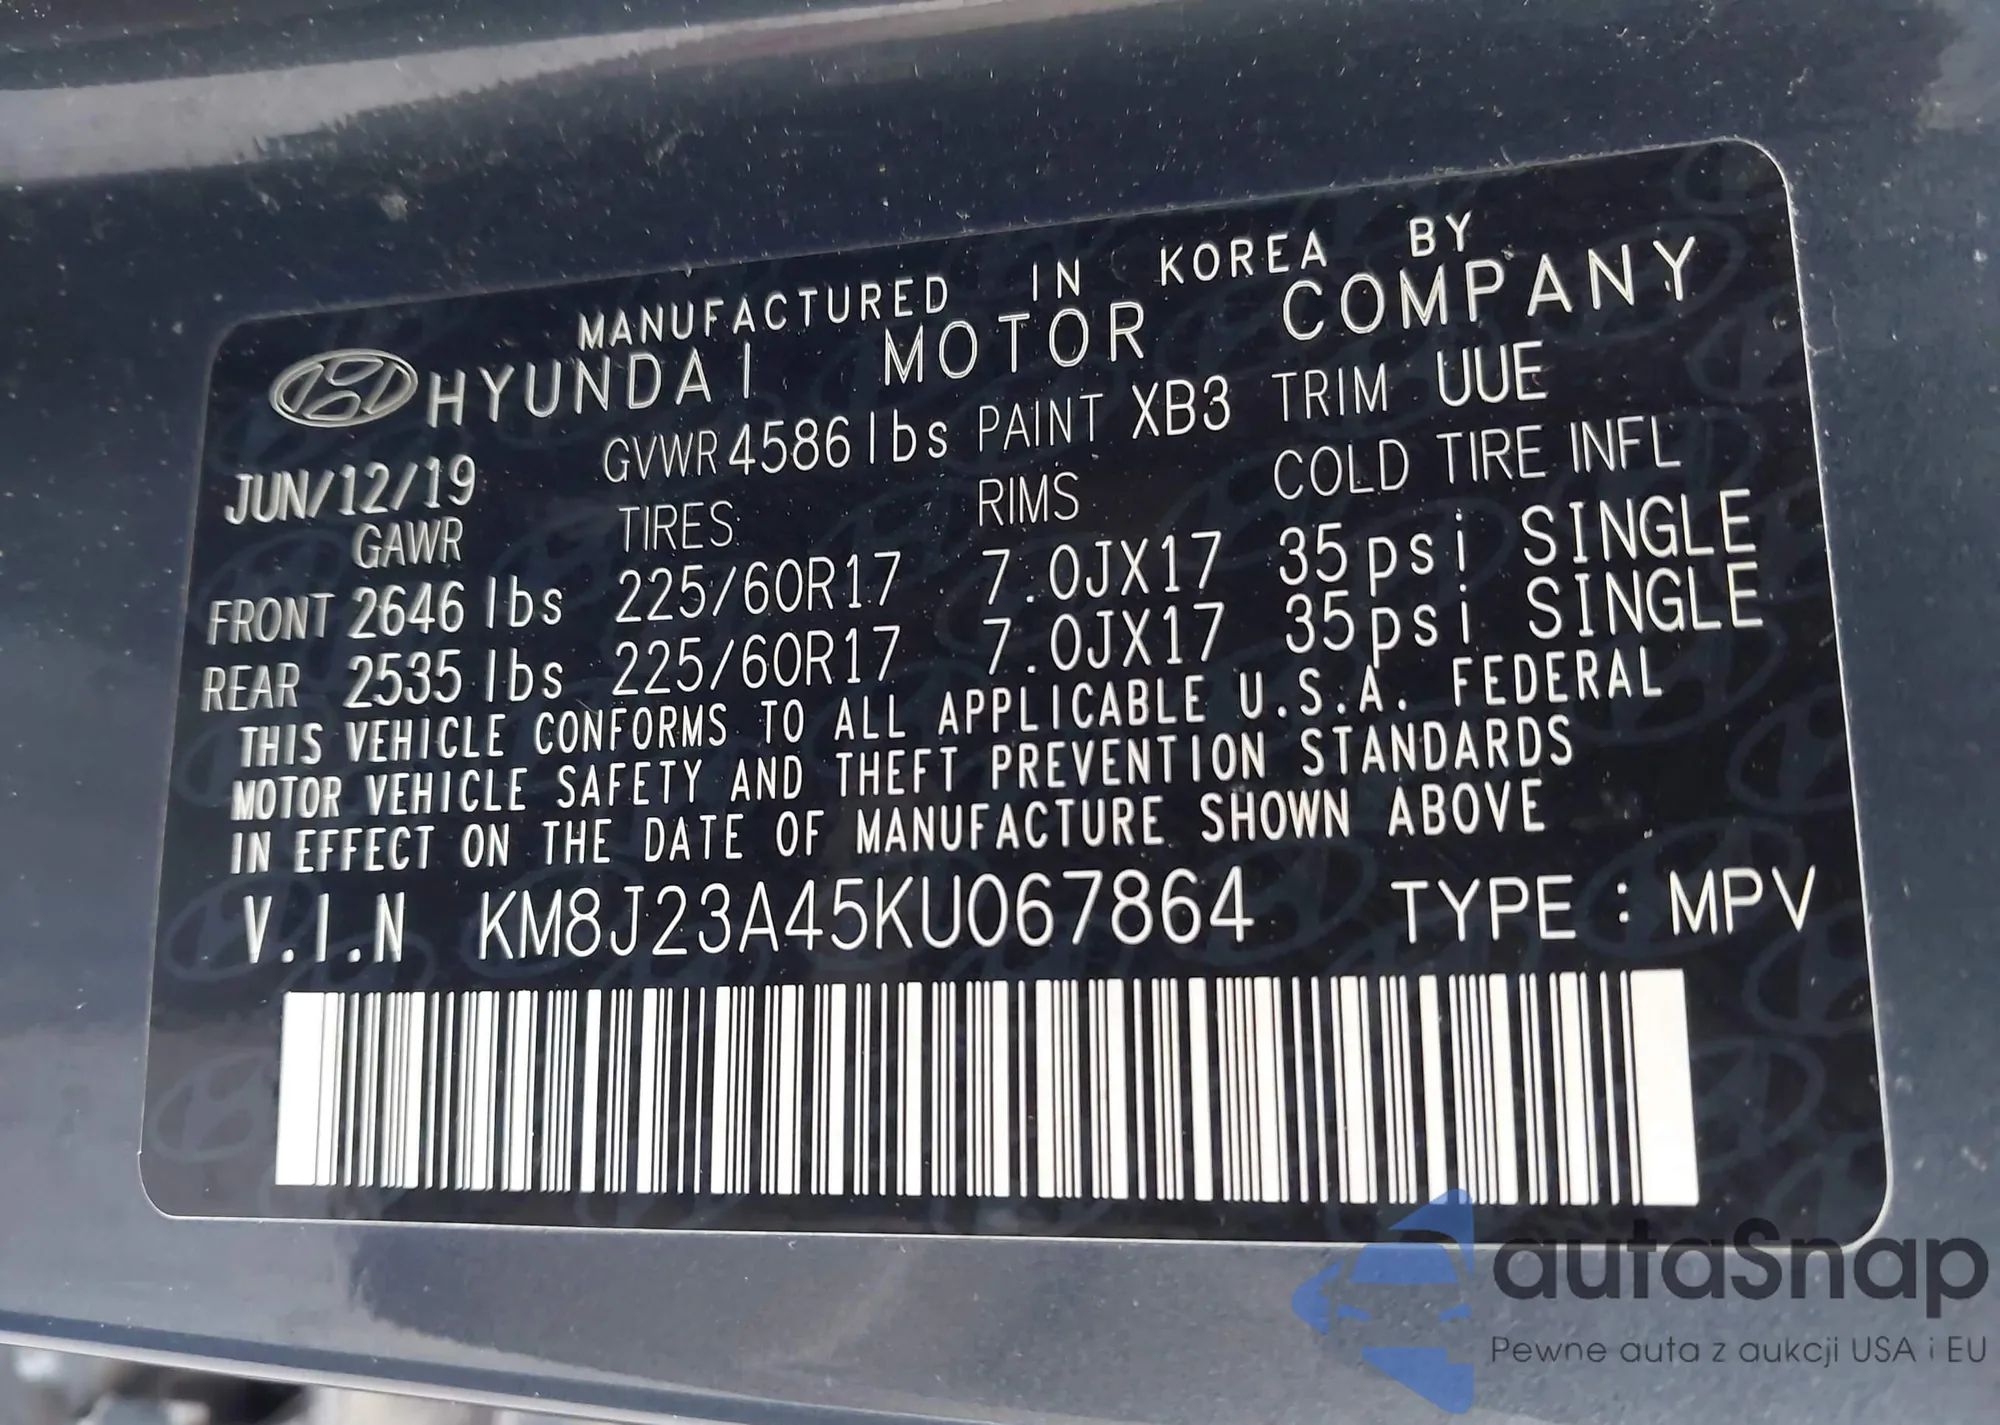 MANUFACTURED IN KOREA BY
HYUNDAI MOTOR COMPANY
JUN/12/19 GVWR 4586 lbs PAINT XB3 TRIM UUE
GAWR TIRES RIMS COLD TIRE INFL
FRONT 2646 lbs 225/60R17 7.0JX17 35psi SINGLE
REAR 2535 lbs 225/60R17 7.0JX17 35psi SINGLE
THIS VEHICLE CONFORMS TO ALL APPLICABLE U.S.A. FEDERAL
MOTOR VEHICLE SAFETY AND THEFT PREVENTION STANDARDS
IN EFFECT ON THE DATE OF MANUFACTURE SHOWN ABOVE
V.I.N KM8J23A45KU067864 TYPE : MPV
autaSnap
Pewne auta z aukcji USA i EU